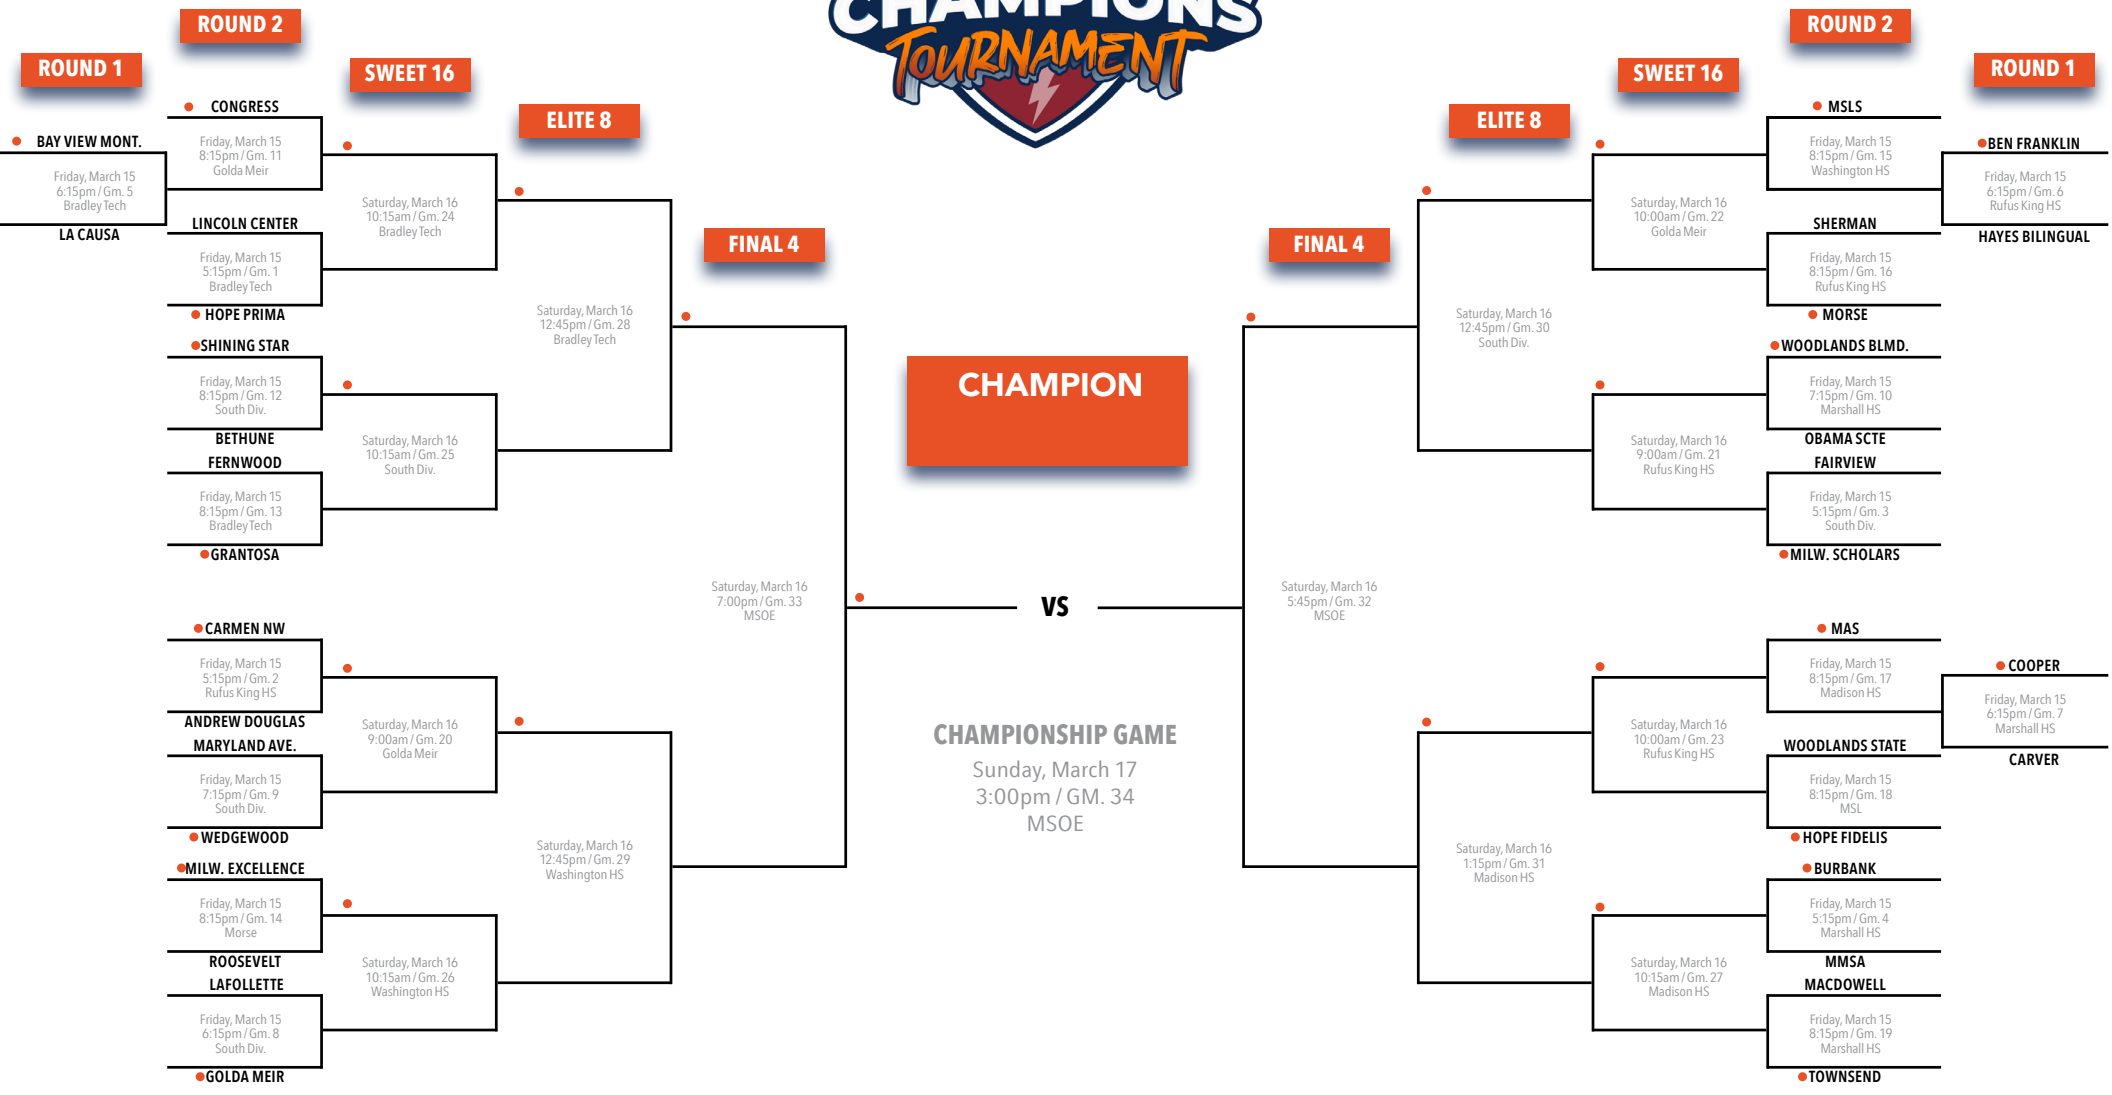 CHAMPIONS
TOURNAMENT
ROUND 1
ROUND 2
SWEET 16
ELITE 8
FINAL 4
BAY VIEW MONT.
Friday, March 15
6:15pm / Gm. 5
Bradley Tech
LA CAUSA
CONGRESS
Friday, March 15
8:15pm / Gm. 11
Golda Meir
LINCOLN CENTER
Friday, March 15
5:15pm / Gm. 1
Bradley Tech
HOPE PRIMA
SHINING STAR
Friday, March 15
8:15pm / Gm. 12
South Div.
BETHUNE
FERNWOOD
Friday, March 15
8:15pm / Gm. 13
Bradley Tech
GRANTOSA
CARMEN NW
Friday, March 15
5:15pm / Gm. 2
Rufus King HS
ANDREW DOUGLAS
MARYLAND AVE.
Friday, March 15
7:15pm / Gm. 9
South Div.
WEDGEWOOD
MILW. EXCELLENCE
Friday, March 15
8:15pm / Gm. 14
Morse
ROOSEVELT
LAFOLLETTE
Friday, March 15
6:15pm / Gm. 8
South Div.
GOLDA MEIR
Saturday, March 16
10:15am / Gm. 24
Bradley Tech
Saturday, March 16
10:15am / Gm. 25
South Div.
Saturday, March 16
9:00am / Gm. 20
Golda Meir
Saturday, March 16
10:15am / Gm. 26
Washington HS
Saturday, March 16
12:45pm / Gm. 28
Bradley Tech
Saturday, March 16
12:45pm / Gm. 29
Washington HS
Saturday, March 16
7:00pm / Gm. 33
MSOE
CHAMPION
VS
CHAMPIONSHIP GAME
Sunday, March 17
3:00pm / GM. 34
MSOE
FINAL 4
ELITE 8
SWEET 16
ROUND 2
ROUND 1
Saturday, March 16
5:45pm / Gm. 32
MSOE
Saturday, March 16
12:45pm / Gm. 30
South Div.
Saturday, March 16
1:15pm / Gm. 31
Madison HS
Saturday, March 16
10:00am / Gm. 22
Golda Meir
Saturday, March 16
9:00am / Gm. 21
Rufus King HS
Saturday, March 16
10:00am / Gm. 23
Rufus King HS
Saturday, March 16
10:15am / Gm. 27
Madison HS
MSLS
Friday, March 15
8:15pm / Gm. 15
Washington HS
SHERMAN
Friday, March 15
8:15pm / Gm. 16
Rufus King HS
MORSE
WOODLANDS BLMD.
Friday, March 15
7:15pm / Gm. 10
Marshall HS
OBAMA SCTE
FAIRVIEW
Friday, March 15
5:15pm / Gm. 3
South Div.
MILW. SCHOLARS
MAS
Friday, March 15
8:15pm / Gm. 17
Madison HS
WOODLANDS STATE
Friday, March 15
8:15pm / Gm. 18
MSL
HOPE FIDELIS
BURBANK
Friday, March 15
5:15pm / Gm. 4
Marshall HS
MMSA
MACDOWELL
Friday, March 15
8:15pm / Gm. 19
Marshall HS
TOWNSEND
BEN FRANKLIN
Friday, March 15
6:15pm / Gm. 6
Rufus King HS
HAYES BILINGUAL
COOPER
Friday, March 15
6:15pm / Gm. 7
Marshall HS
CARVER